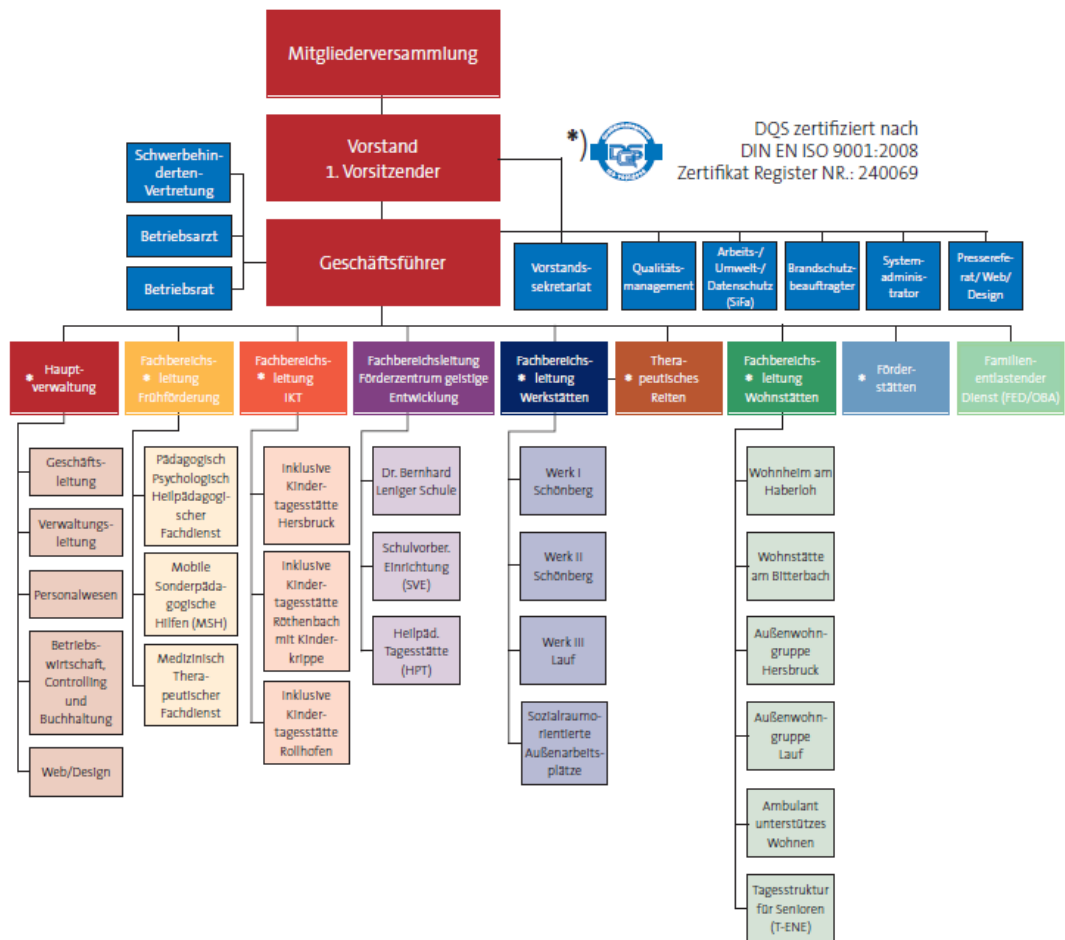 Mitgliederversammlung
Vorstand
1. Vorsitzender
*)
DQS
DQS zertifiziert nach
DIN EN ISO 9001:2008
Zertifikat Register NR.: 240069
Schwerbehin-
derten-
Vertretung
Betriebsarzt
Betriebsrat
Geschäftsführer
Vorstands-
sekretariat
Qualitäts-
management
Arbeits-/
Umwelt-/
Datenschutz
(SiFa)
Brandschutz-
beauftragter
System-
adminis-
trator
Presserefe-
rat/ Web/
Design
Haupt-
* verwaltung
Fachbereichs-
* leitung
Frühförderung
Fachbereichs-
* leitung
IKT
Fachbereichsleitung
Förderzentrum geistige
Entwicklung
Fachbereichs-
* leitung
Werkstätten
Thera-
* peutisches
Reiten
Fachbereichs-
* leitung
Wohnstätten
* Förder-
stätten
Familien-
entlastender
Dienst (FED/OBA)
Geschäfts-
leitung
Verwaltungs-
leitung
Personalwesen
Betriebs-
wirtschaft,
Controlling
und
Buchhaltung
Web/Design
Pädagogisch
Psychologisch
Heilpädagogi-
scher
Fachdienst
Mobile
Sonderpäda-
gogische
Hilfen (MSH)
Medizinisch
Thera-
peutischer
Fachdienst
Inklusive
Kinder-
tagesstätte
Hersbruck
Inklusive
Kinder-
tagesstätte
Röthenbach
mit Kinder-
krippe
Inklusive
Kinder-
tagesstätte
Rollhofen
Dr. Bernhard
Leniger Schule
Schulvorber.
Einrichtung
(SVE)
Heilpäd.
Tagesstätte
(HPT)
Werk I
Schönberg
Werk II
Schönberg
Werk III
Lauf
Sozialraumo-
rientierte
Außenarbeits-
plätze
Wohnheim am
Haberloh
Wohnstätte
am Bitterbach
Außenwohn-
gruppe
Hersbruck
Außenwohn-
gruppe
Lauf
Ambulant
unterstützes
Wohnen
Tagesstruktur
für Senioren
(T-ENE)